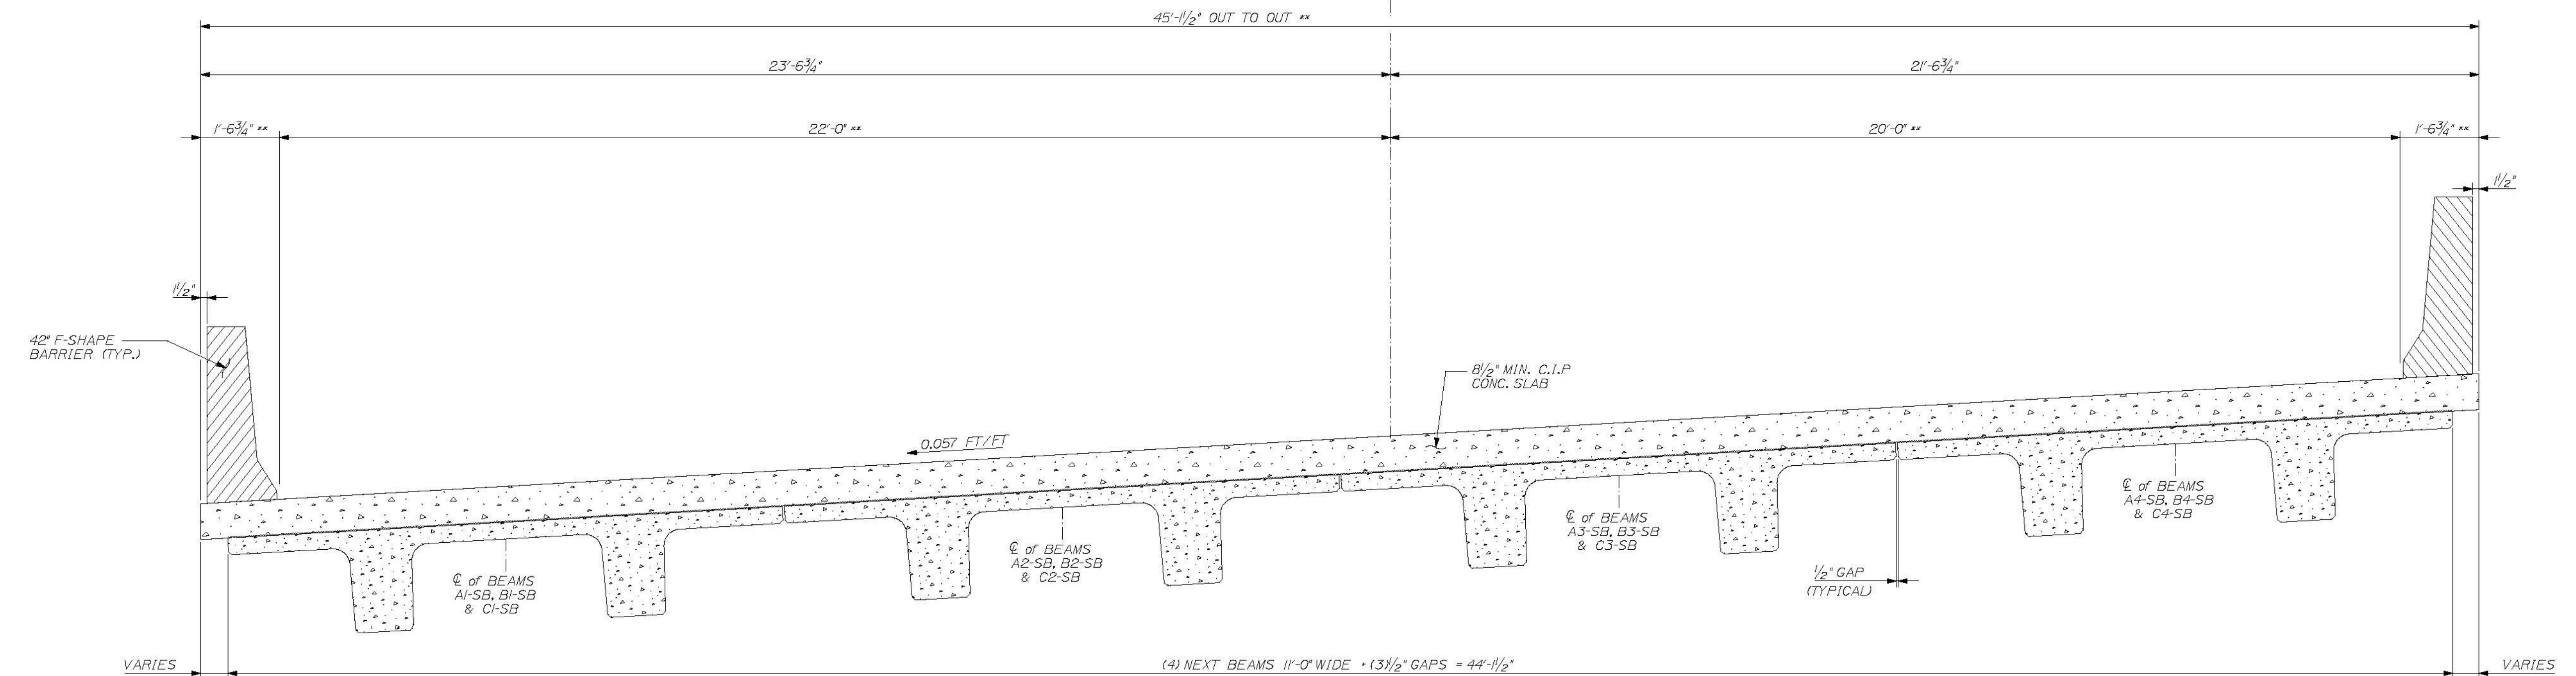 45'-1½" OUT TO OUT **
23'-6¾"
21'-6¾"
1'-6¾" **
22'-0" **
20'-0" **
1'-6¾" **
1½"
1½"
42" F-SHAPE
BARRIER (TYP.)
8½" MIN. C.I.P
CONC. SLAB
0.057 FT/FT
℄ of BEAMS
A1-SB, B1-SB
& C1-SB
℄ of BEAMS
A2-SB, B2-SB
& C2-SB
℄ of BEAMS
A3-SB, B3-SB
& C3-SB
℄ of BEAMS
A4-SB, B4-SB
& C4-SB
½" GAP
(TYPICAL)
VARIES
(4) NEXT BEAMS 11'-0" WIDE + (3)½" GAPS = 44'-1½"
VARIES